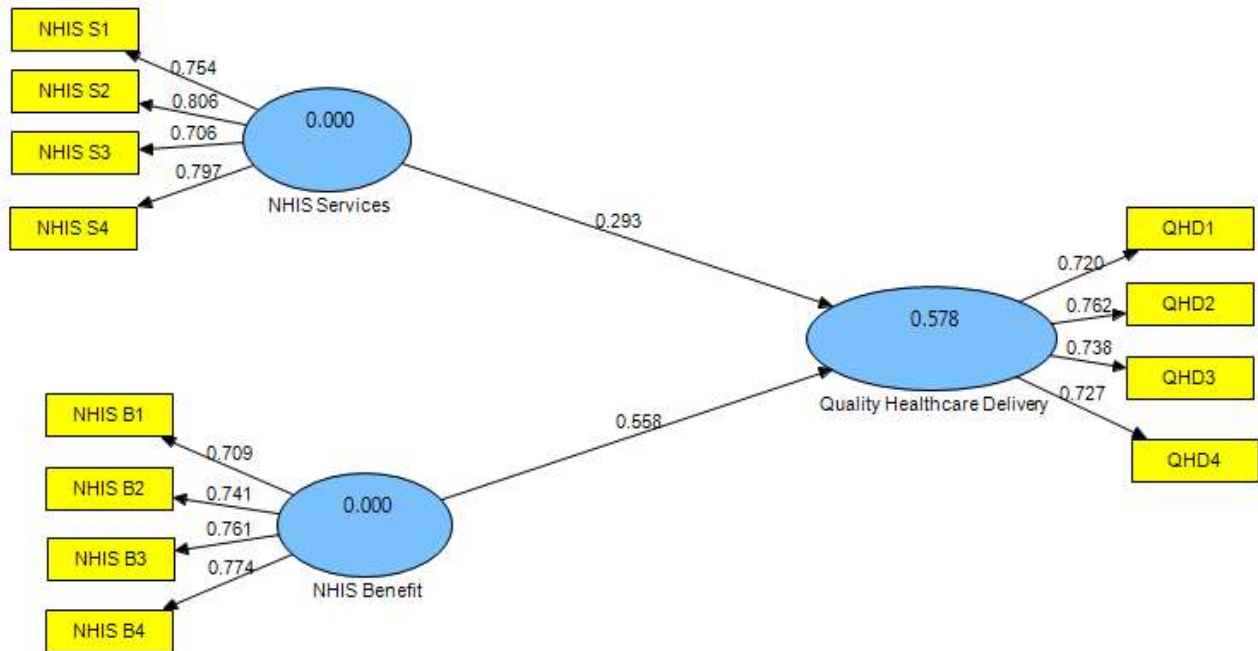 NHIS S1
0.754
NHIS S2
0.806
NHIS S3
0.706
0.797
NHIS S4
0.000
NHIS Services
0.293
QHD1
0.720
QHD2
0.762
0.578
0.738
QHD3
0.727
Quality Healthcare Delivery
QHD4
NHIS B1
0.709
NHIS B2
0.741
0.761
NHIS B3
0.774
NHIS B4
0.000
NHIS Benefit
0.558